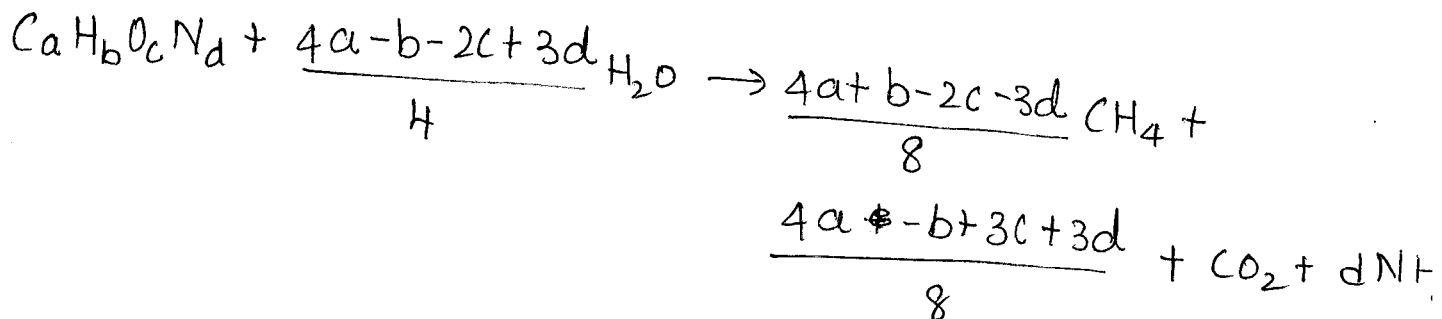 CaHbOcNd + 4a-b-2c+3d/4 H2O → 4a+b-2c-3d/8 CH4 +
4a-b+3c+3d/8 + CO2 + dNH